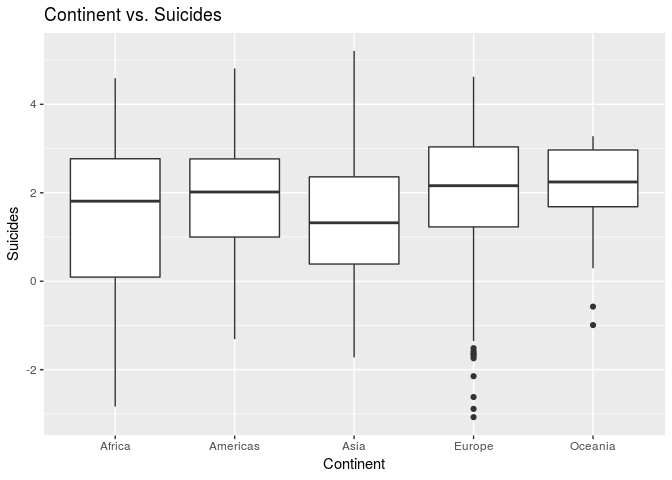 Continent vs. Suicides
Suicides
4
2
0
-2
Africa Americas Asia Europe Oceania
Continent